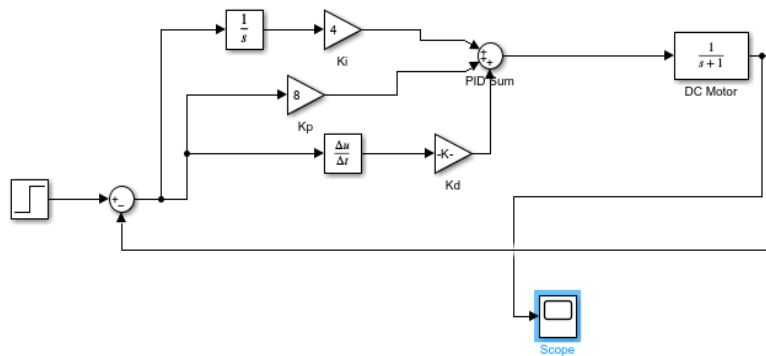 1
s
4
Ki
+
+
+
PID Sum
1
s + 1
DC Motor
8
Kp
Δu
Δt
-K-
Kd
+
−
Scope